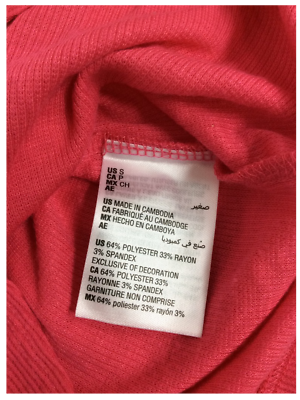 US S
CA P
MX CH
AE صغير
US MADE IN CAMBODIA
CA FABRIQUÉ AU CAMBODGE
MX HECHO EN CAMBOYA
AE صُنِع في كمبوديا
US 64% POLYESTER 33% RAYON
3% SPANDEX
EXCLUSIVE OF DECORATION
CA 64% POLYESTER 33%
RAYONNE 3% SPANDEX
GARNITURE NON COMPRISE
MX 64% poliester 33% rayón 3%